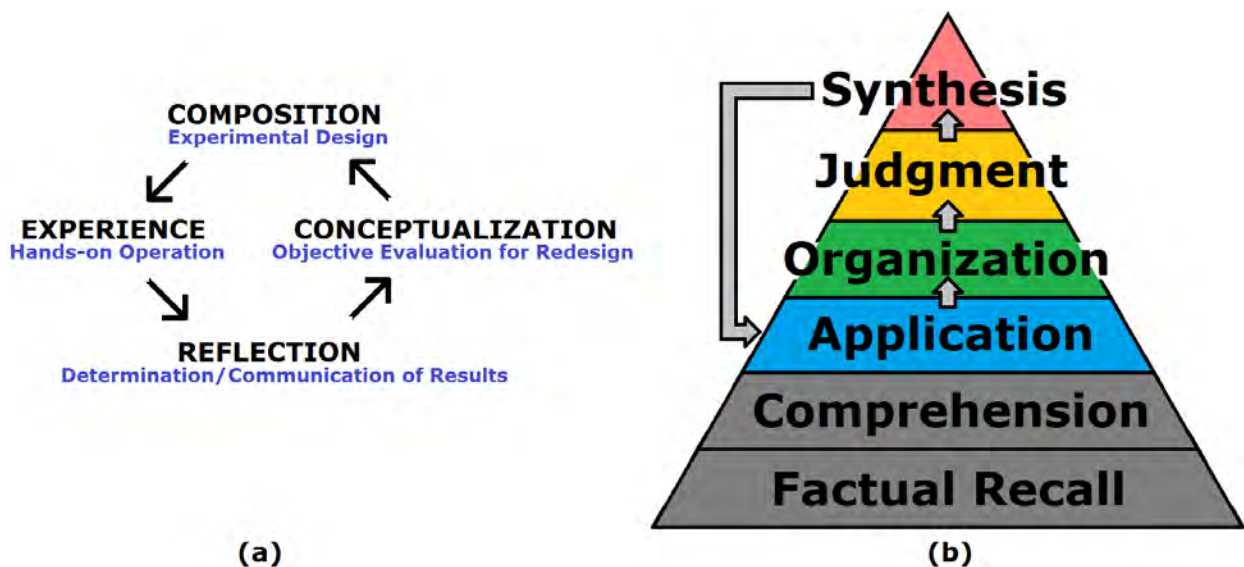 COMPOSITION
Experimental Design
EXPERIENCE
Hands-on Operation
CONCEPTUALIZATION
Objective Evaluation for Redesign
REFLECTION
Determination/Communication of Results
(a)
Synthesis
Judgment
Organization
Application
Comprehension
Factual Recall
(b)